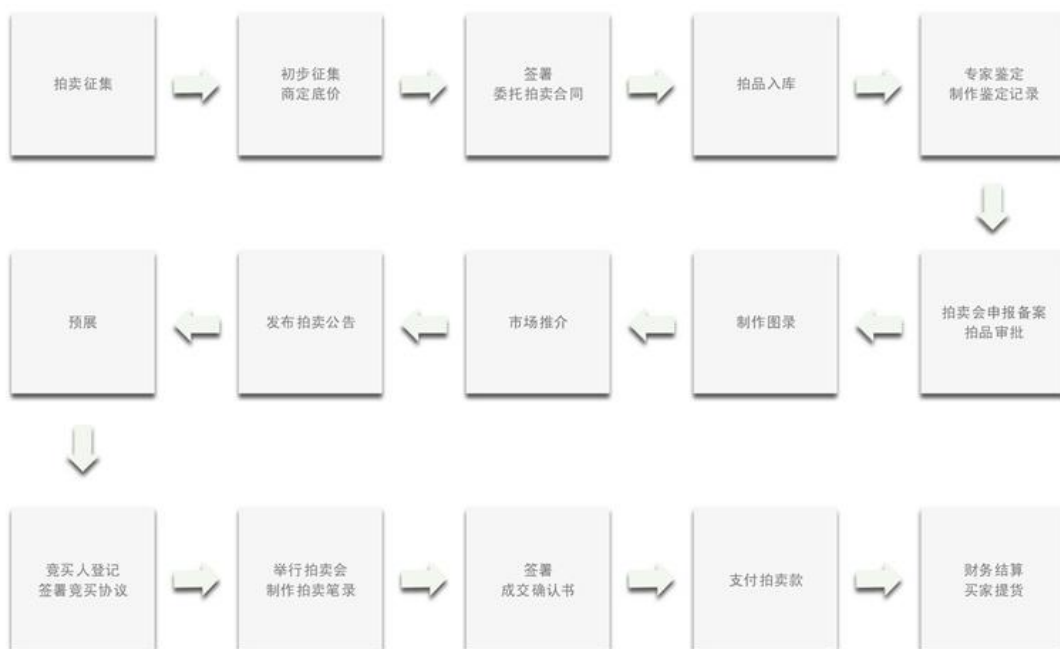 拍卖征集
初步征集
商定底价
签署
委托拍卖合同
拍品入库
专家鉴定
制作鉴定记录
拍卖会申报备案
拍品审批
制作图录
市场推介
发布拍卖公告
预展
竞买人登记
签署竞买协议
举行拍卖会
制作拍卖笔录
签署
成交确认书
支付拍卖款
财务结算
买家提货